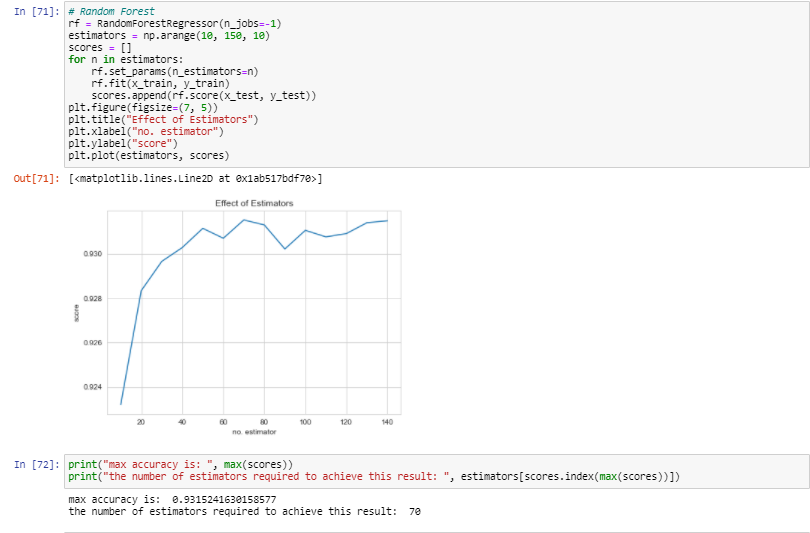 In [71]: # Random Forest
rf = RandomForestRegressor(n_jobs=-1)
estimators = np.arange(10, 150, 10)
scores = []
for n in estimators:
    rf.set_params(n_estimators=n)
    rf.fit(x_train, y_train)
    scores.append(rf.score(x_test, y_test))
plt.figure(figsize=(7, 5))
plt.title("Effect of Estimators")
plt.xlabel("no. estimator")
plt.ylabel("score")
plt.plot(estimators, scores)
Out[71]: [<matplotlib.lines.Line2D at 0x1ab517bdf70>]
Effect of Estimators
0.930
0.928
0.926
0.924
score
20 40 60 80 100 120 140
no. estimator
In [72]: print("max accuracy is: ", max(scores))
print("the number of estimators required to achieve this result: ", estimators[scores.index(max(scores))])
max accuracy is:  0.9315241630158577
the number of estimators required to achieve this result:  70